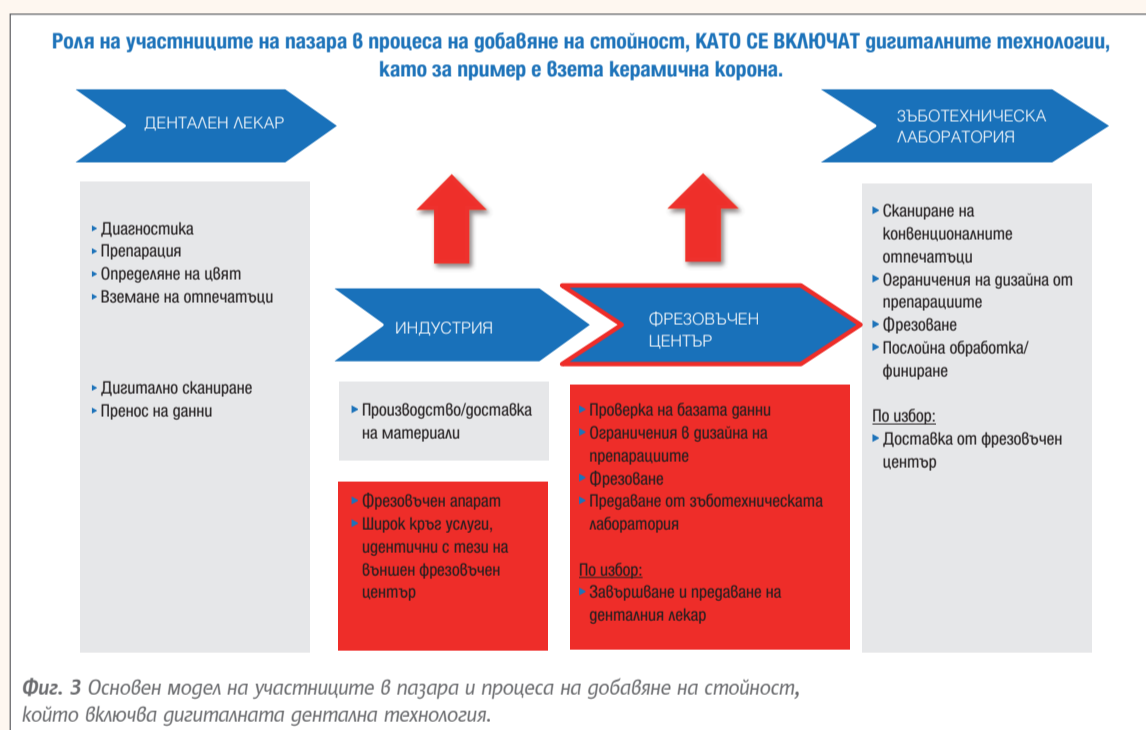 Роля на участниците на пазара в процеса на добавяне на стойност, КАТО СЕ ВКЛЮЧАТ дигиталните технологии,
като за пример е взета керамична корона.
ДЕНТАЛЕН ЛЕКАР
▸ Диагностика
▸ Препарация
▸ Определяне на цвят
▸ Вземане на отпечатъци
▸ Дигитално сканиране
▸ Пренос на данни
ИНДУСТРИЯ
▸ Производство/доставка
на материали
▸ Фрезовъчен апарат
▸ Широк кръг услуги,
идентични с тези на
външен фрезовъчен
център
ФРЕЗОВЪЧЕН
ЦЕНТЪР
▸ Проверка на базата данни
▸ Ограничения в дизайна на
препарациите
▸ Фрезоване
▸ Предаване от зъботехническата
лаборатория
По избор:
▸ Завършване и предаване на
денталния лекар
ЗЪБОТЕХНИЧЕСКА
ЛАБОРАТОРИЯ
▸ Сканиране на
конвенционалните
отпечатъци
▸ Ограничения на дизайна от
препарациите
▸ Фрезоване
▸ Послойна обработка/
финиране
По избор:
▸ Доставка от фрезовъчен
център
Фиг. 3 Основен модел на участниците в пазара и процеса на добавяне на стойност,
който включва дигиталната дентална технология.